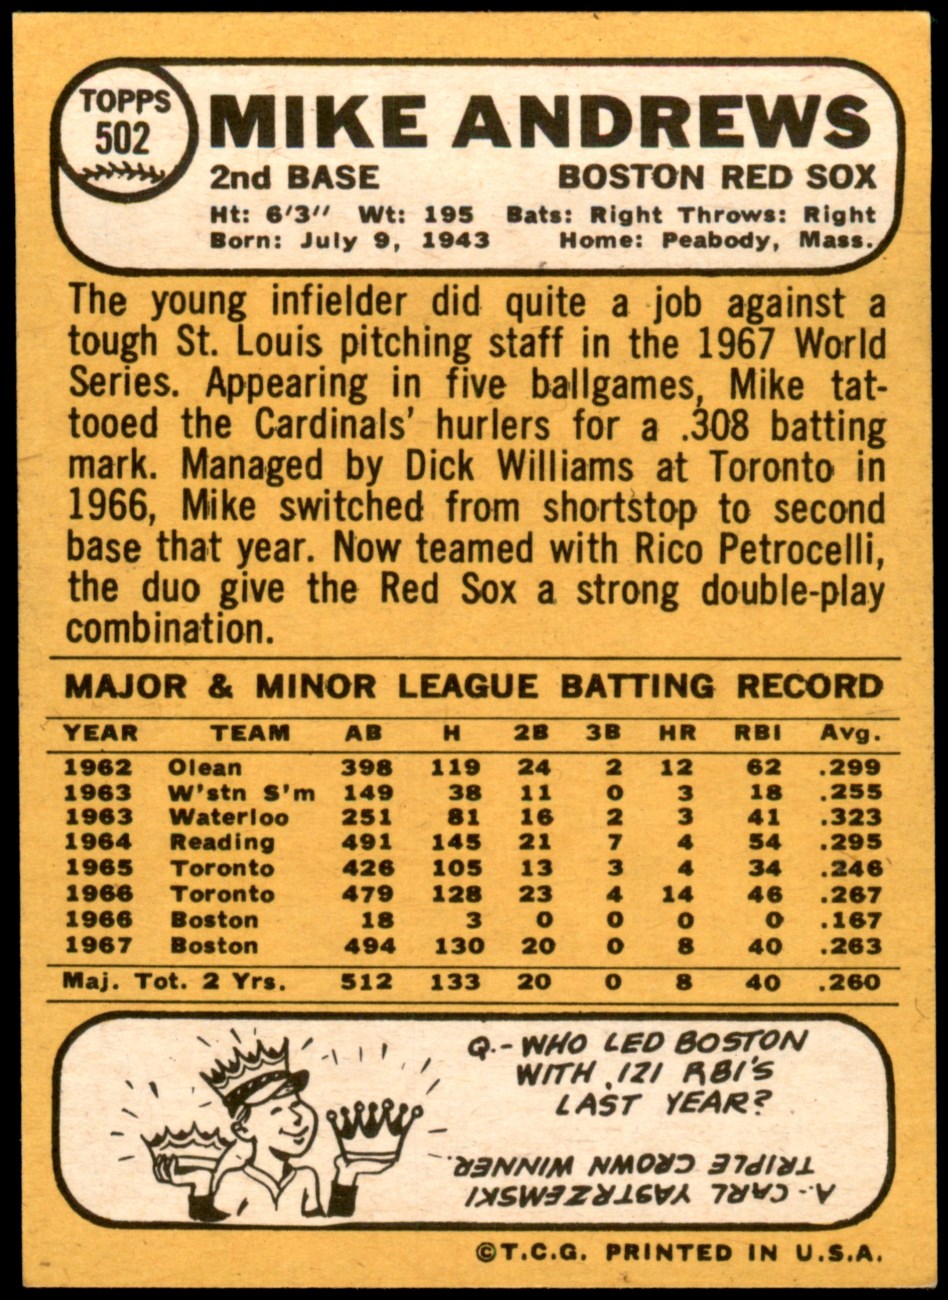 TOPPS
502
MIKE ANDREWS
2nd BASE BOSTON RED SOX
Ht: 6'3" Wt: 195 Bats: Right Throws: Right
Born: July 9, 1943 Home: Peabody, Mass.
The young infielder did quite a job against a
tough St. Louis pitching staff in the 1967 World
Series. Appearing in five ballgames, Mike tat-
tooed the Cardinals' hurlers for a .308 batting
mark. Managed by Dick Williams at Toronto in
1966, Mike switched from shortstop to second
base that year. Now teamed with Rico Petrocelli,
the duo give the Red Sox a strong double-play
combination.
MAJOR & MINOR LEAGUE BATTING RECORD
YEAR TEAM AB H 2B 3B HR RBI Avg.
1962 Olean 398 119 24 2 12 62 .299
1963 W'stn S'm 149 38 11 0 3 18 .255
1963 Waterloo 251 81 16 2 3 41 .323
1964 Reading 491 145 21 7 4 54 .295
1965 Toronto 426 105 13 3 4 34 .246
1966 Toronto 479 128 23 4 14 46 .267
1966 Boston 18 3 0 0 0 0 .167
1967 Boston 494 130 20 0 8 40 .263
Maj. Tot. 2 Yrs. 512 133 20 0 8 40 .260
Q.- WHO LED BOSTON
WITH 121 RBI'S
LAST YEAR?
A.- CARL YASTRZEMSKI
TRIPLE CROWN WINNER.
©T.C.G. PRINTED IN U.S.A.